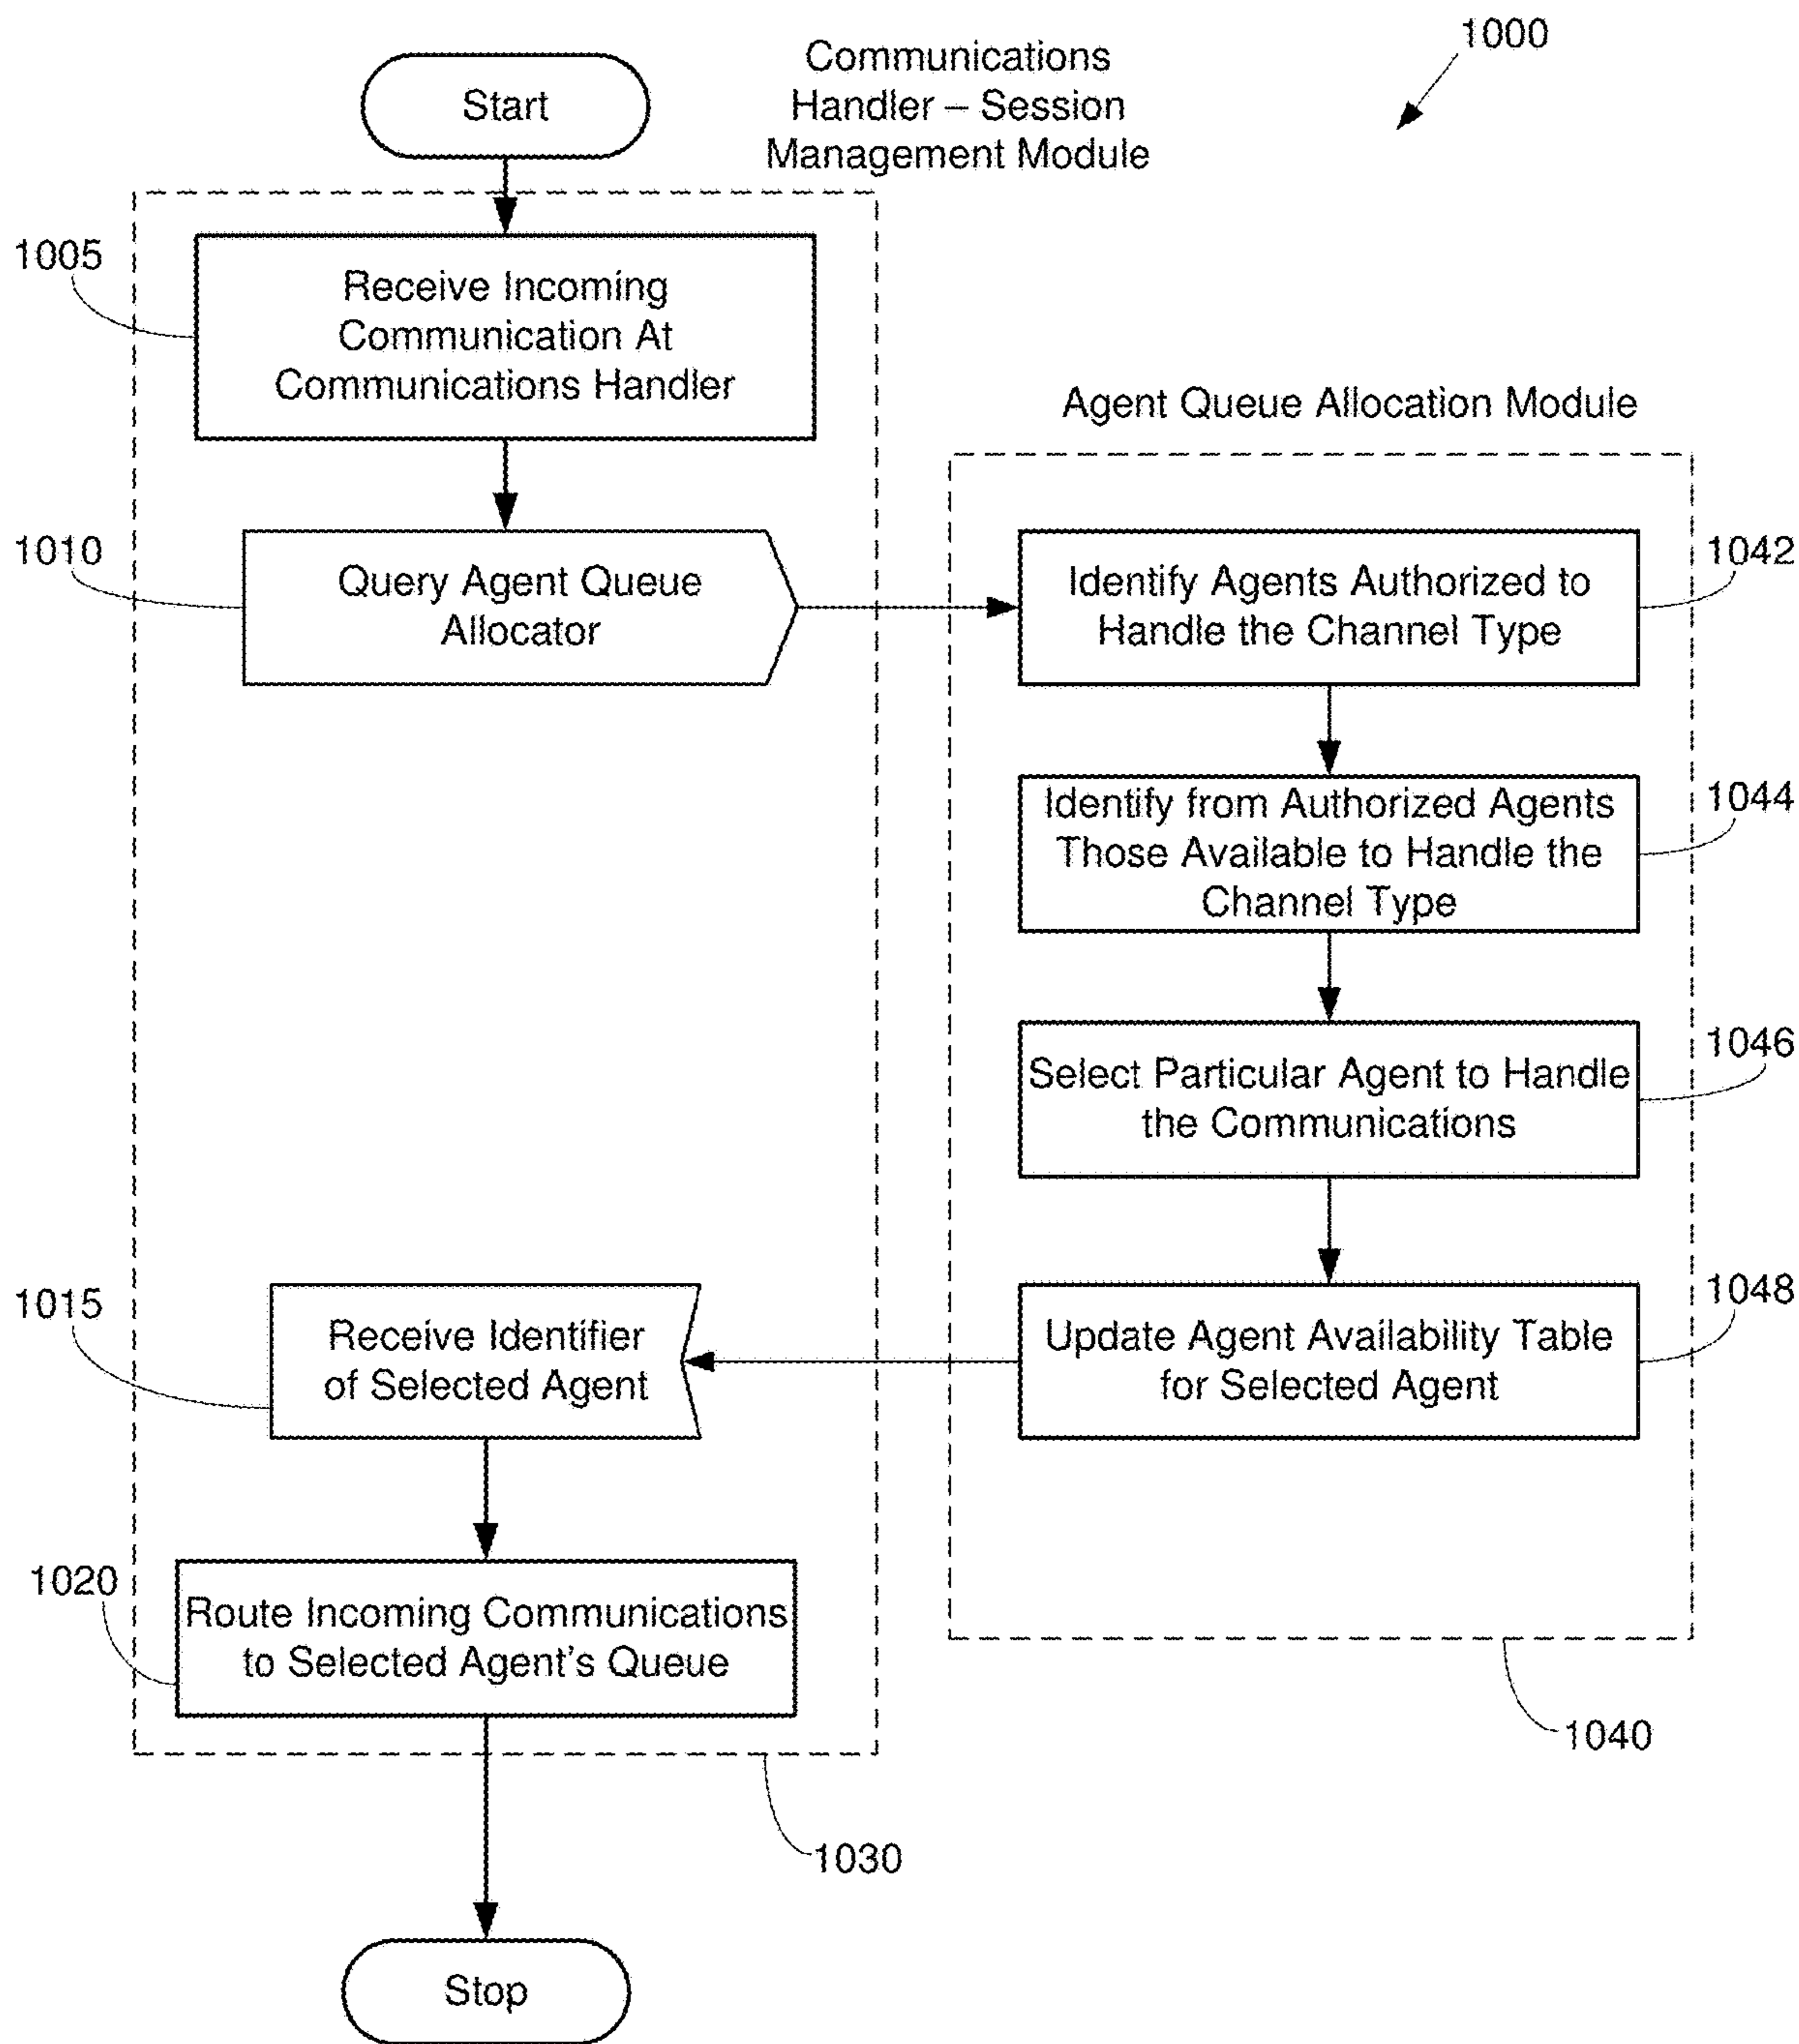 1000
Communications
Handler – Session
Management Module
Start
1005
Receive Incoming
Communication At
Communications Handler
1010
Query Agent Queue
Allocator
Agent Queue Allocation Module
Identify Agents Authorized to
Handle the Channel Type
1042
Identify from Authorized Agents
Those Available to Handle the
Channel Type
1044
Select Particular Agent to Handle
the Communications
1046
Update Agent Availability Table
for Selected Agent
1048
1015
Receive Identifier
of Selected Agent
1020
Route Incoming Communications
to Selected Agent's Queue
1040
1030
Stop